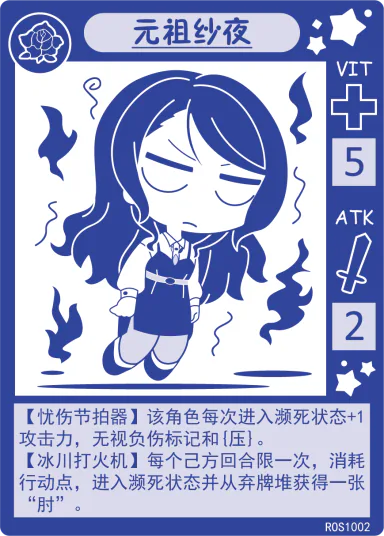 元祖纱夜
VIT
5
ATK
2
【忧伤节拍器】该角色每次进入濒死状态+1
攻击力，无视负伤标记和{压}。
【冰川打火机】每个己方回合限一次，消耗
行动点，进入濒死状态并从弃牌堆获得一张
“肘”。
ROS1002